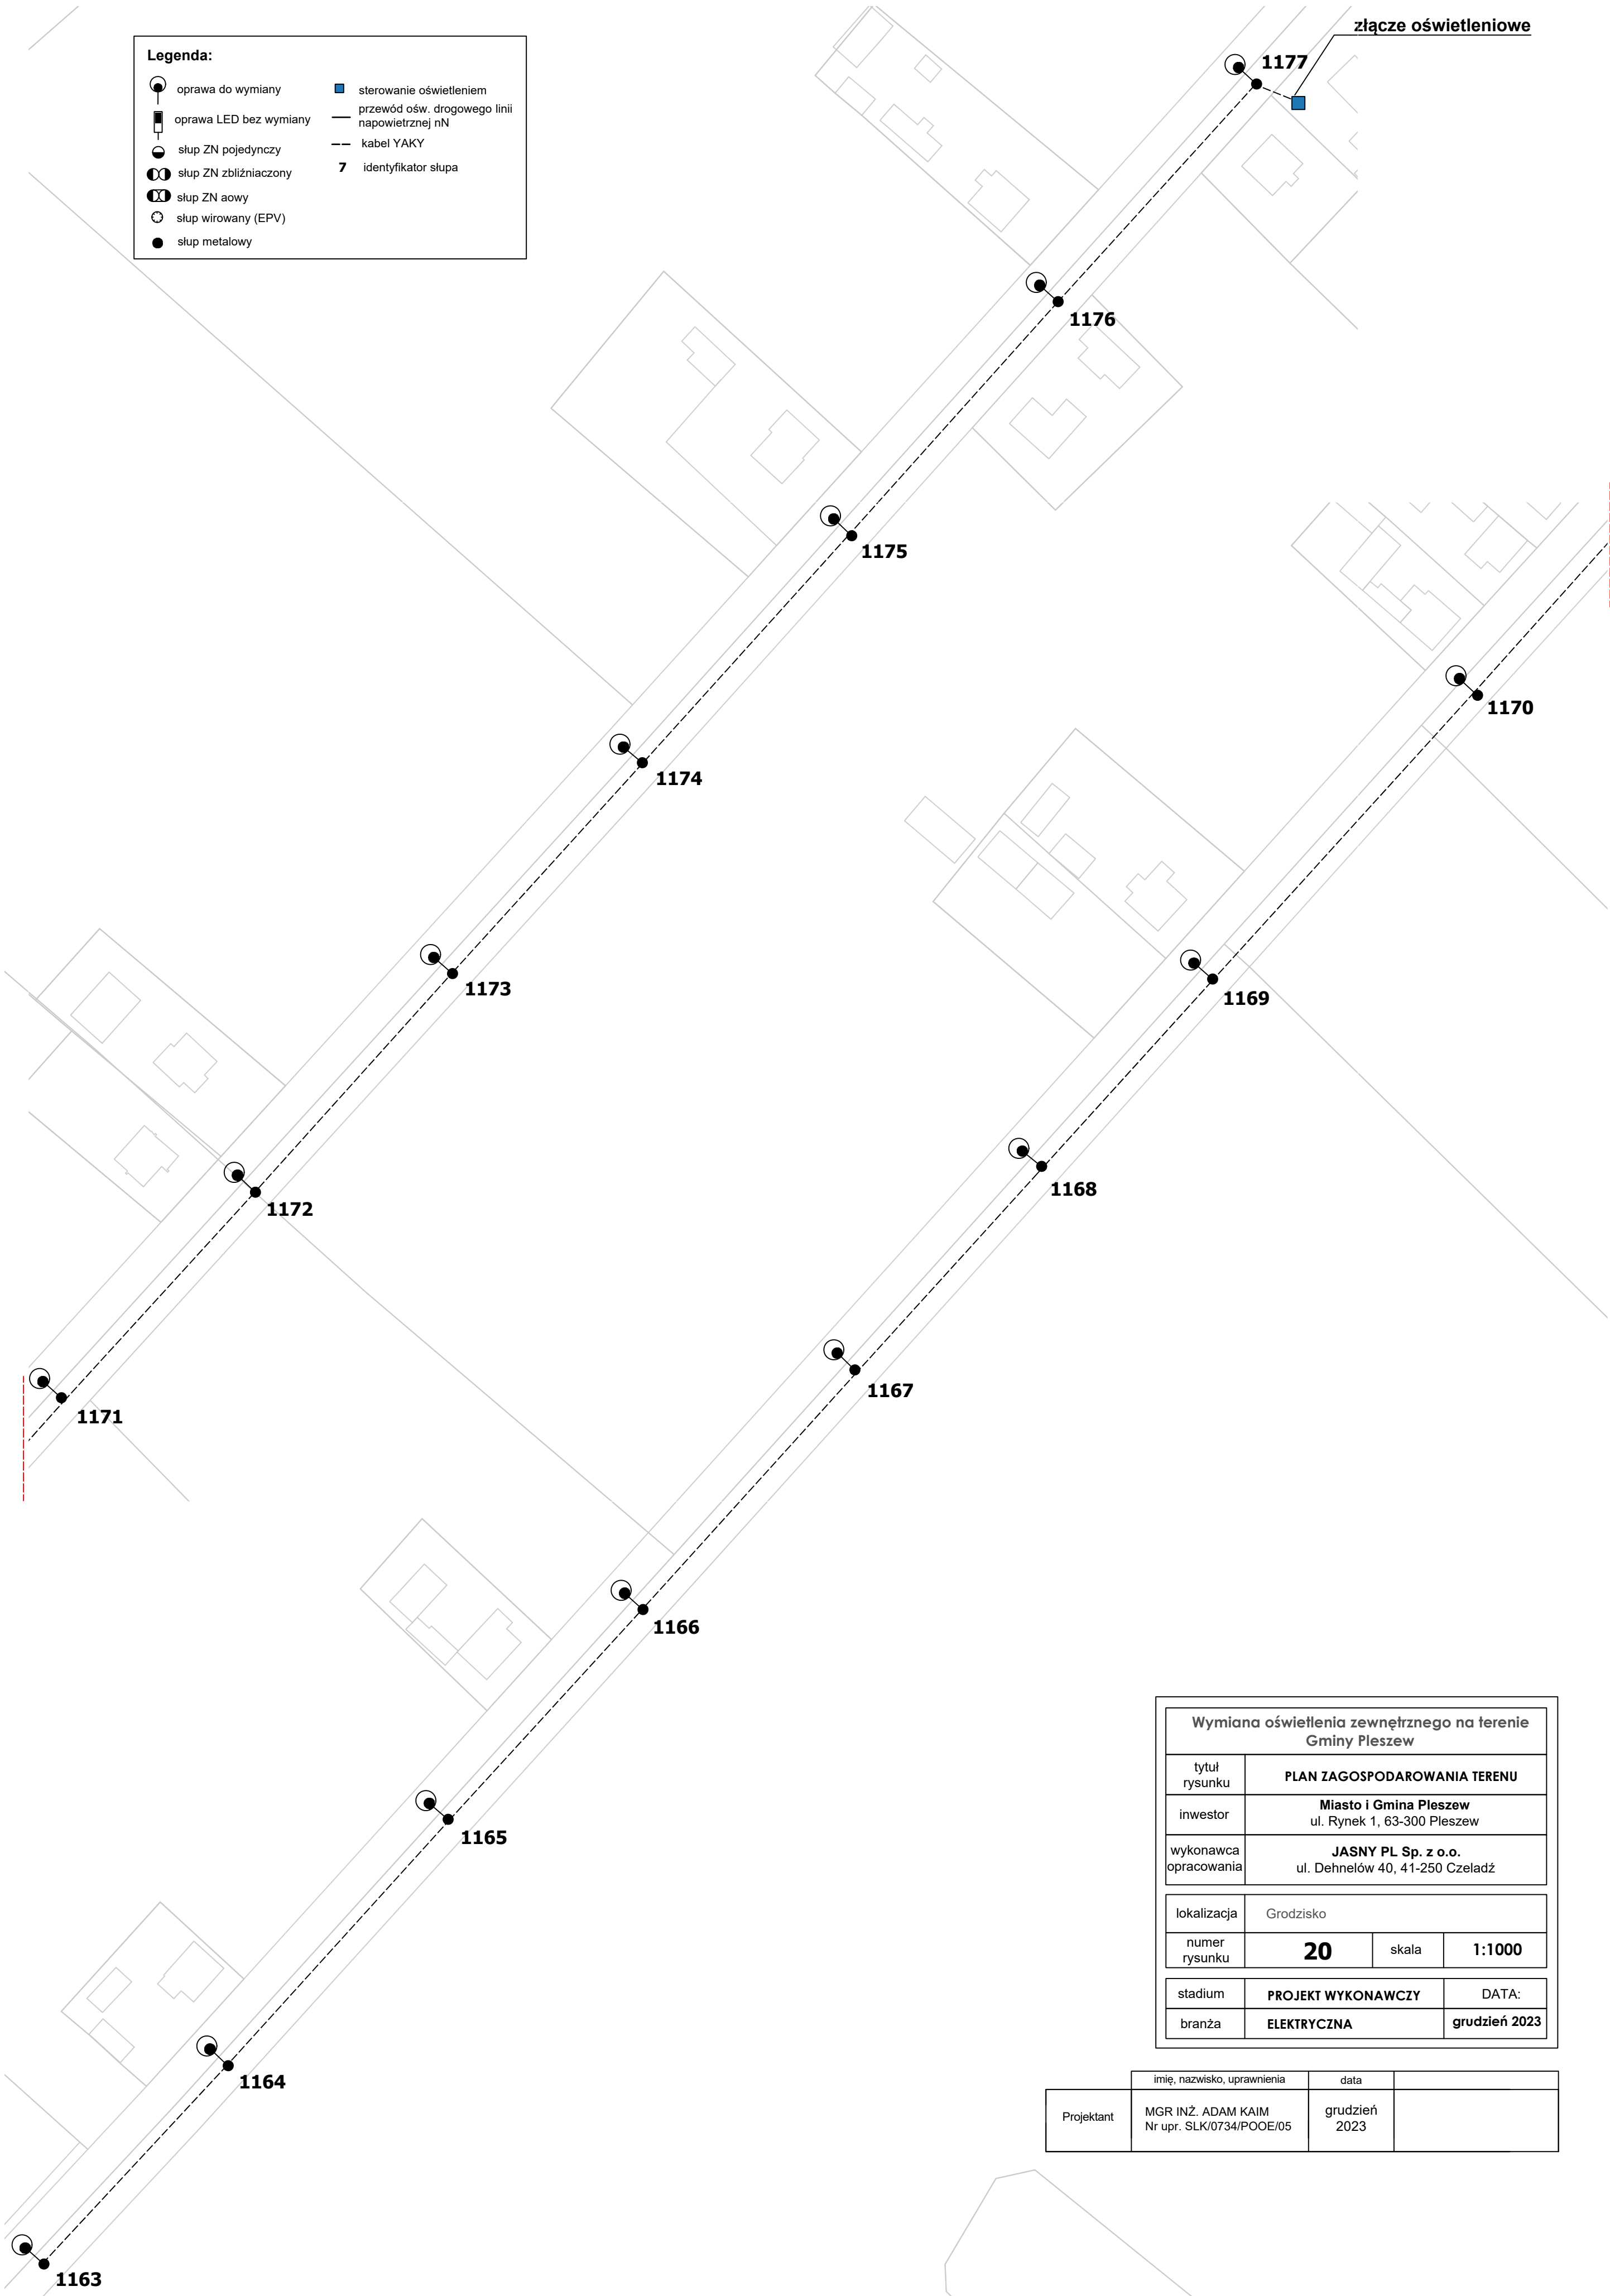 złącze oświetleniowe
Legenda:
oprawa do wymiany
oprawa LED bez wymiany
słup ZN pojedynczy
słup ZN zbliźniaczony
słup ZN aowy
słup wirowany (EPV)
słup metalowy
sterowanie oświetleniem
przewód ośw. drogowego linii
napowietrznej nN
kabel YAKY
7 identyfikator słupa
1177
1176
1175
1170
1174
1173
1169
1168
1172
1167
1171
1166
1165
1164
1163
Wymiana oświetlenia zewnętrznego na terenie
Gminy Pleszew
tytuł
rysunku
PLAN ZAGOSPODAROWANIA TERENU
inwestor
Miasto i Gmina Pleszew
ul. Rynek 1, 63-300 Pleszew
wykonawca
opracowania
JASNY PL Sp. z o.o.
ul. Dehnelów 40, 41-250 Czeladź
lokalizacja
Grodzisko
numer
rysunku
20
skala
1:1000
stadium
PROJEKT WYKONAWCZY
DATA:
branża
ELEKTRYCZNA
grudzień 2023
imię, nazwisko, uprawnienia
data
Projektant
MGR INŻ. ADAM KAIM
Nr upr. SLK/0734/POOE/05
grudzień
2023